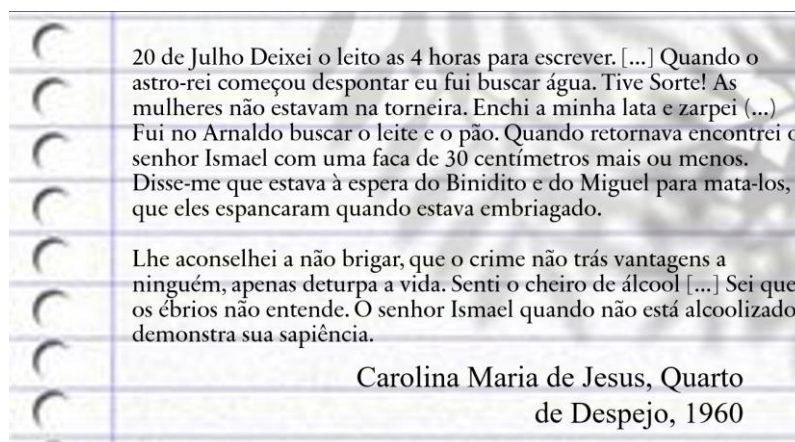 20 de Julho Deixei o leito as 4 horas para escrever. [...] Quando o
astro-rei começou despontar eu fui buscar água. Tive Sorte! As
mulheres não estavam na torneira. Enchi a minha lata e zarpei (...)
Fui no Arnaldo buscar o leite e o pão. Quando retornava encontrei o
senhor Ismael com uma faca de 30 centímetros mais ou menos.
Disse-me que estava à espera do Binidito e do Miguel para mata-los,
que eles espancaram quando estava embriagado.
Lhe aconselhei a não brigar, que o crime não trás vantagens a
ninguém, apenas deturpa a vida. Senti o cheiro de álcool [...] Sei que
os ébrios não entende. O senhor Ismael quando não está alcoolizado
demonstra sua sapiência.
Carolina Maria de Jesus, Quarto
de Despejo, 1960